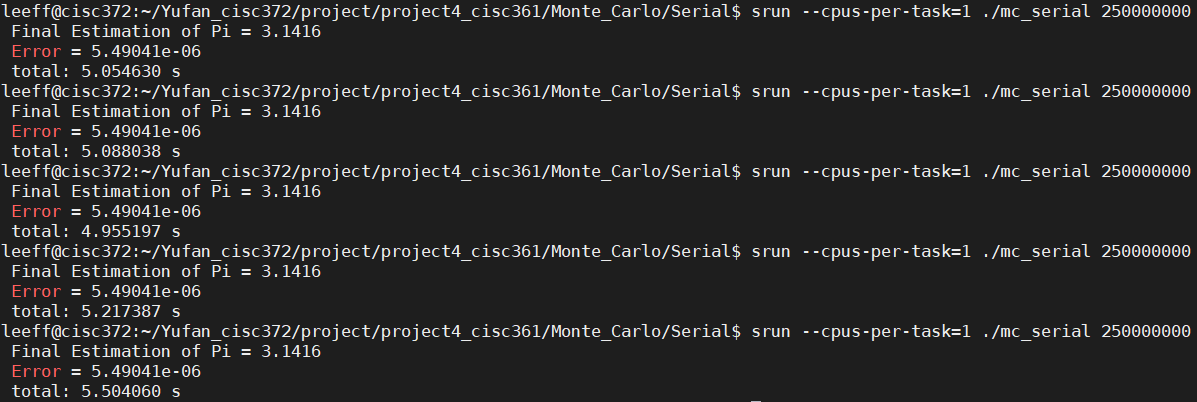 leeff@cisc372:~/Yufan_cisc372/project/project4_cisc361/Monte_Carlo/Serial$ srun --cpus-per-task=1 ./mc_serial 250000000
Final Estimation of Pi = 3.1416
Error = 5.49041e-06
total: 5.054630 s
leeff@cisc372:~/Yufan_cisc372/project/project4_cisc361/Monte_Carlo/Serial$ srun --cpus-per-task=1 ./mc_serial 250000000
Final Estimation of Pi = 3.1416
Error = 5.49041e-06
total: 5.088038 s
leeff@cisc372:~/Yufan_cisc372/project/project4_cisc361/Monte_Carlo/Serial$ srun --cpus-per-task=1 ./mc_serial 250000000
Final Estimation of Pi = 3.1416
Error = 5.49041e-06
total: 4.955197 s
leeff@cisc372:~/Yufan_cisc372/project/project4_cisc361/Monte_Carlo/Serial$ srun --cpus-per-task=1 ./mc_serial 250000000
Final Estimation of Pi = 3.1416
Error = 5.49041e-06
total: 5.217387 s
leeff@cisc372:~/Yufan_cisc372/project/project4_cisc361/Monte_Carlo/Serial$ srun --cpus-per-task=1 ./mc_serial 250000000
Final Estimation of Pi = 3.1416
Error = 5.49041e-06
total: 5.504060 s